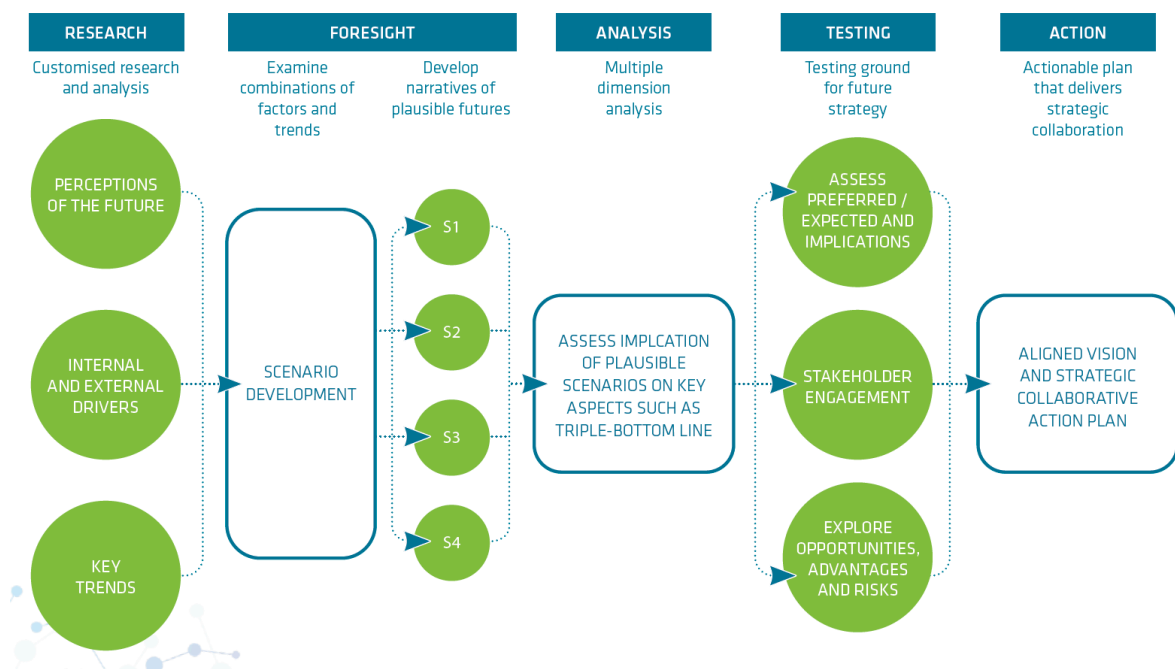 RESEARCH
FORESIGHT
ANALYSIS
TESTING
ACTION
Customised research
and analysis
Examine
combinations of
factors and
trends
Develop
narratives of
plausible futures
Multiple
dimension
analysis
Testing ground
for future
strategy
Actionable plan
that delivers
strategic
collaboration
PERCEPTIONS
OF THE FUTURE
INTERNAL
AND EXTERNAL
DRIVERS
KEY
TRENDS
SCENARIO
DEVELOPMENT
S1
S2
S3
S4
ASSESS IMPLCATION
OF PLAUSIBLE
SCENARIOS ON KEY
ASPECTS SUCH AS
TRIPLE-BOTTOM LINE
ASSESS
PREFERRED /
EXPECTED AND
IMPLICATIONS
STAKEHOLDER
ENGAGEMENT
EXPLORE
OPPORTUNITIES,
ADVANTAGES
AND RISKS
ALIGNED VISION
AND STRATEGIC
COLLABORATIVE
ACTION PLAN